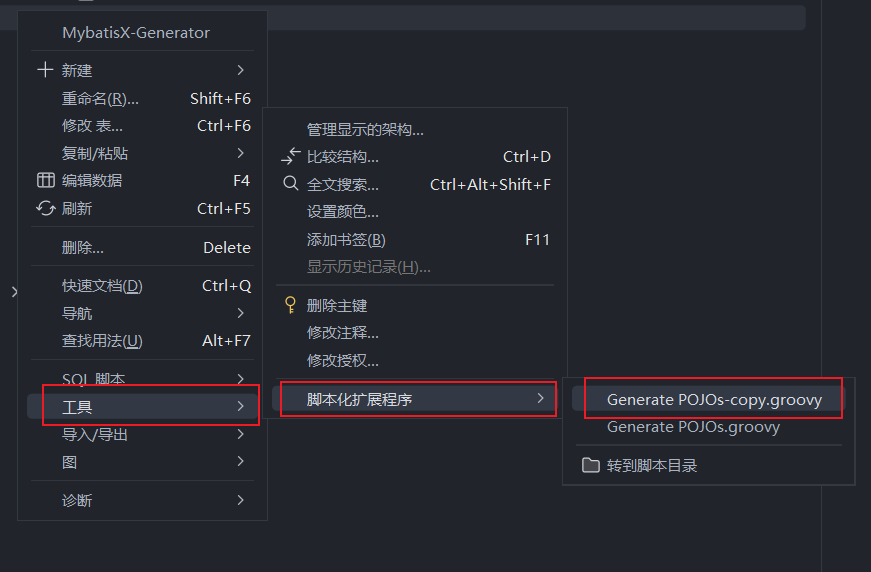 MybatisX-Generator
新建
重命名(R)... Shift+F6
修改 表... Ctrl+F6
复制/粘贴
编辑数据 F4
刷新 Ctrl+F5
删除... Delete
快速文档(D) Ctrl+Q
导航
查找用法(U) Alt+F7
SQL 脚本
工具
导入/导出
图
诊断
管理显示的架构...
比较结构... Ctrl+D
全文搜索... Ctrl+Alt+Shift+F
设置颜色...
添加书签(B) F11
显示历史记录(H)...
删除主键
修改注释...
修改授权...
脚本化扩展程序
Generate POJOs-copy.groovy
Generate POJOs.groovy
转到脚本目录